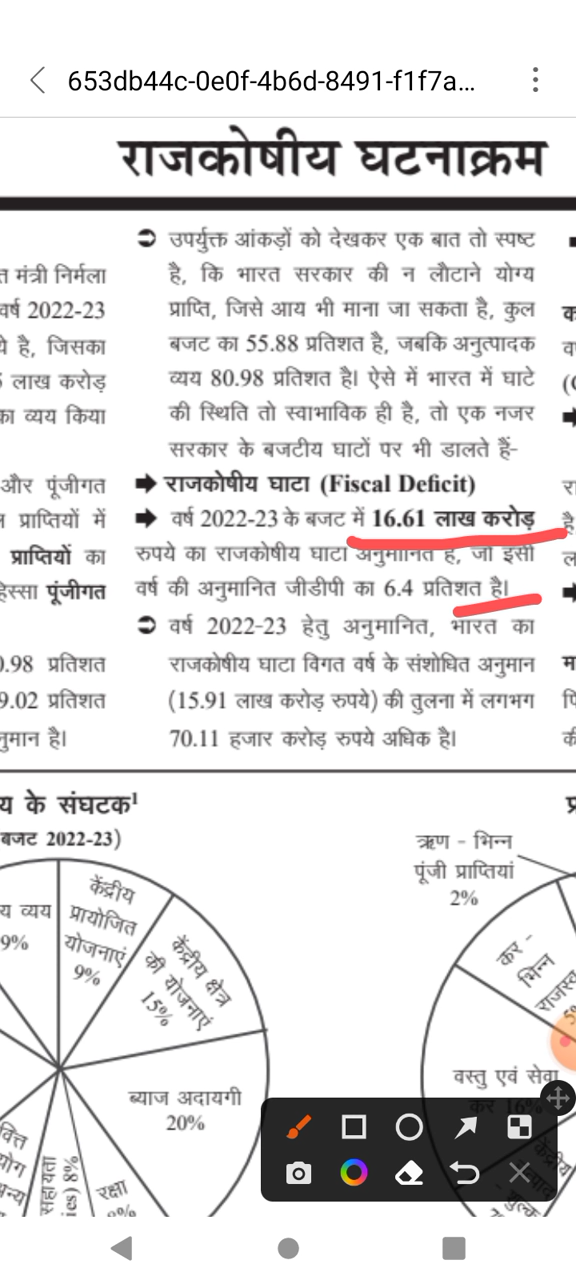 653db44c-0e0f-4b6d-8491-f1f7a...
राजकोषीय घटनाक्रम
मंत्री निर्मला
वर्ष 2022-23
है, जिसका
लाख करोड़
का व्यय किया
और पूंजीगत
प्राप्तियों में
प्राप्तियों का
हिस्सा पूंजीगत
0.98 प्रतिशत
9.02 प्रतिशत
है।
उपर्युक्त आंकड़ों को देखकर एक बात तो स्पष्ट
है, कि भारत सरकार की न लौटाने योग्य
प्राप्ति, जिसे आय भी माना जा सकता है, कुल
बजट का 55.88 प्रतिशत है, जबकि अनुत्पादक
व्यय 80.98 प्रतिशत है। ऐसे में भारत में घाटे
की स्थिति तो स्वाभाविक ही है, तो एक नजर
सरकार के बजटीय घाटों पर भी डालते हैं-
राजकोषीय घाटा (Fiscal Deficit)
वर्ष 2022-23 के बजट में 16.61 लाख करोड़
रुपये का राजकोषीय घाटा अनुमानित है, जो इसी
वर्ष की अनुमानित जीडीपी का 6.4 प्रतिशत है।
वर्ष 2022-23 हेतु अनुमानित, भारत का
राजकोषीय घाटा विगत वर्ष के संशोधित अनुमान
(15.91 लाख करोड़ रुपये) की तुलना में लगभग
70.11 हजार करोड़ रुपये अधिक है।
य के संघटक¹
बजट 2022-23)
य व्यय
9%
केंद्रीय
प्रायोजित
योजनाएं
9%
केंद्रीय क्षेत्र
की योजनाएं
15%
ब्याज अदायगी
20%
रक्षा
सहायता
8%
ऋण - भिन्न
पूंजी प्राप्तियां
2%
कर -
भिन्न
वस्तु एवं सेवा
कर 16%